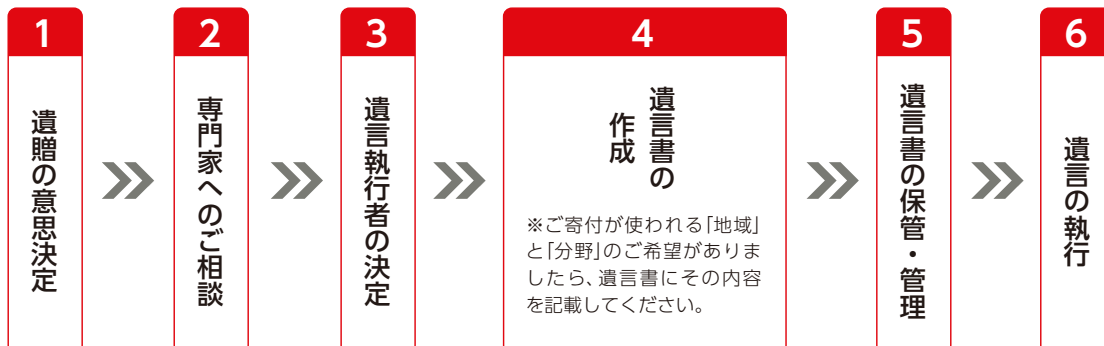 1
遺贈の意思決定
2
専門家へのご相談
3
遺言執行者の決定
4
遺言書の
作成
※ご寄付が使われる「地域」
と「分野」のご希望がありま
したら、遺言書にその内容
を記載してください。
5
遺言書の保管・管理
6
遺言の執行